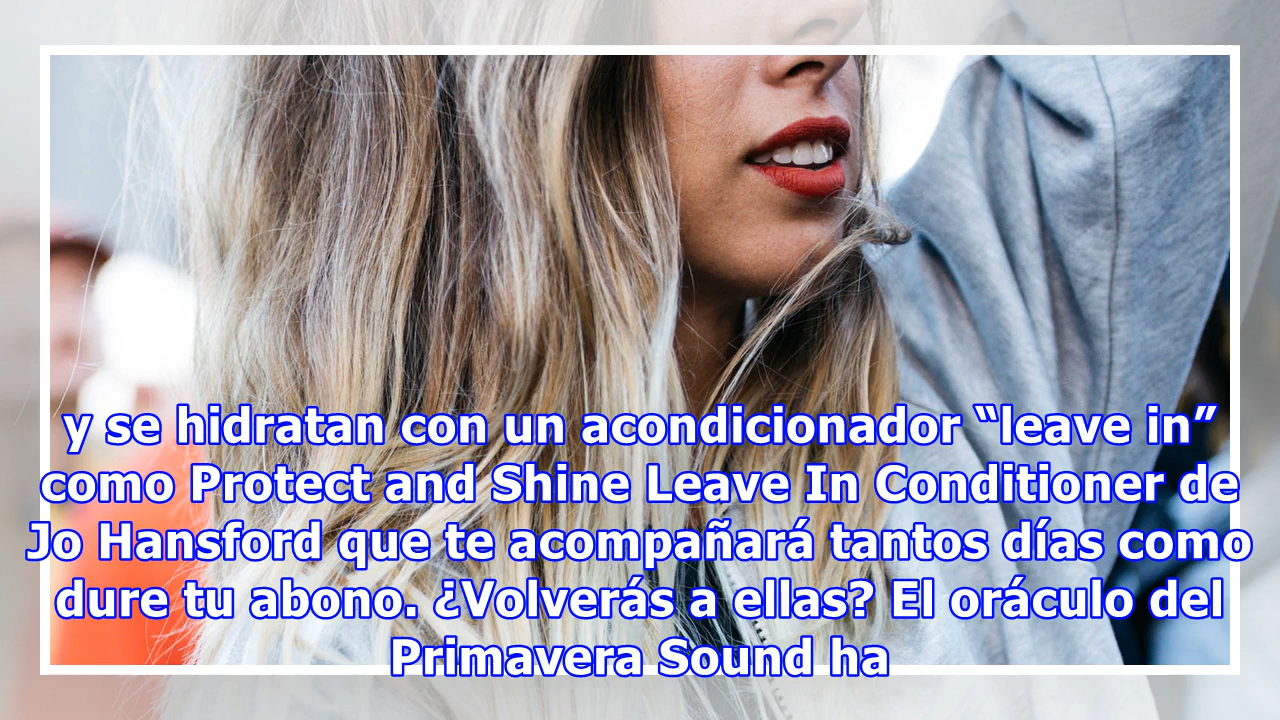 y se hidratan con un acondicionador “leave in”
como Protect and Shine Leave In Conditioner de
Jo Hansford que te acompañará tantos días como
dure tu abono. ¿Volverás a ellas? El oráculo del
Primavera Sound ha